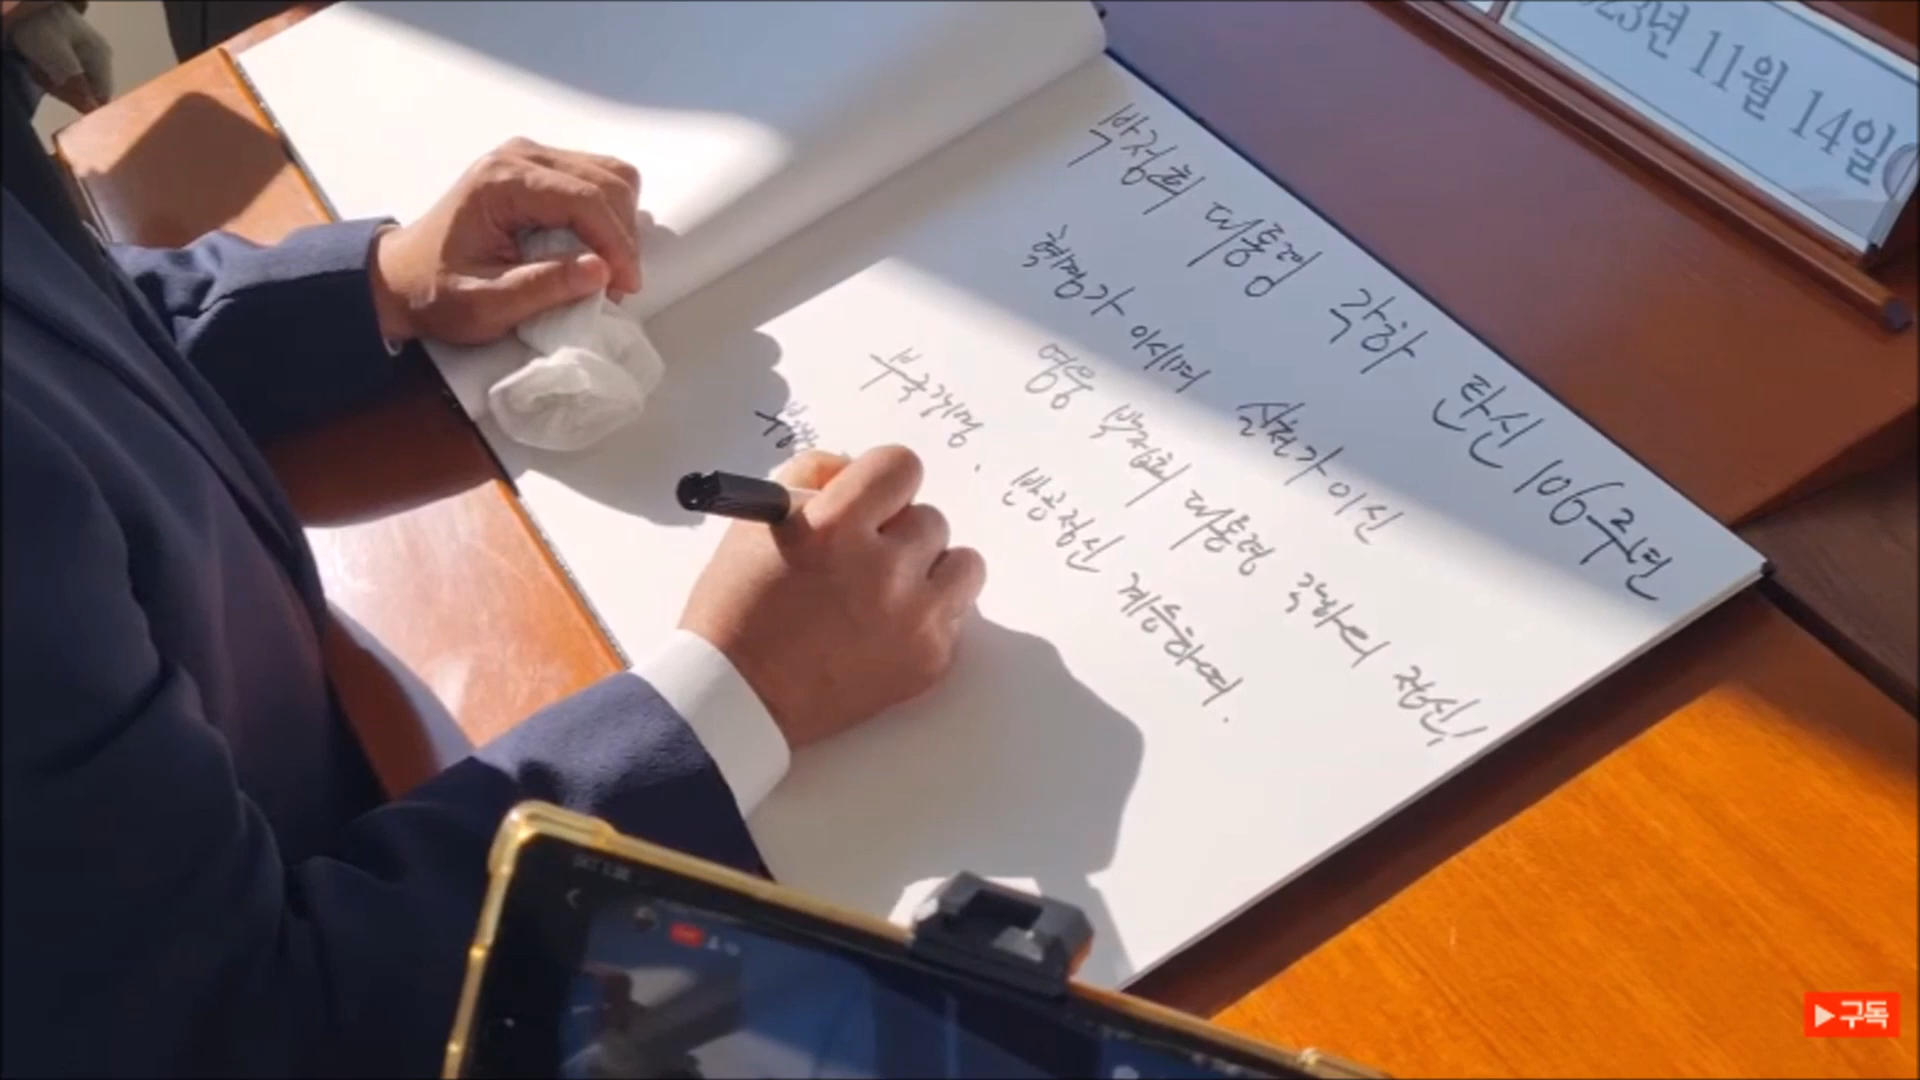 박정희 대통령 각하 탄신 106주년
혁명가 이시며 실천가 이신
영웅 박정희 대통령 각하의 정신!
부국강병. 반공정신 계승하여.
023년 11월 14일
구독